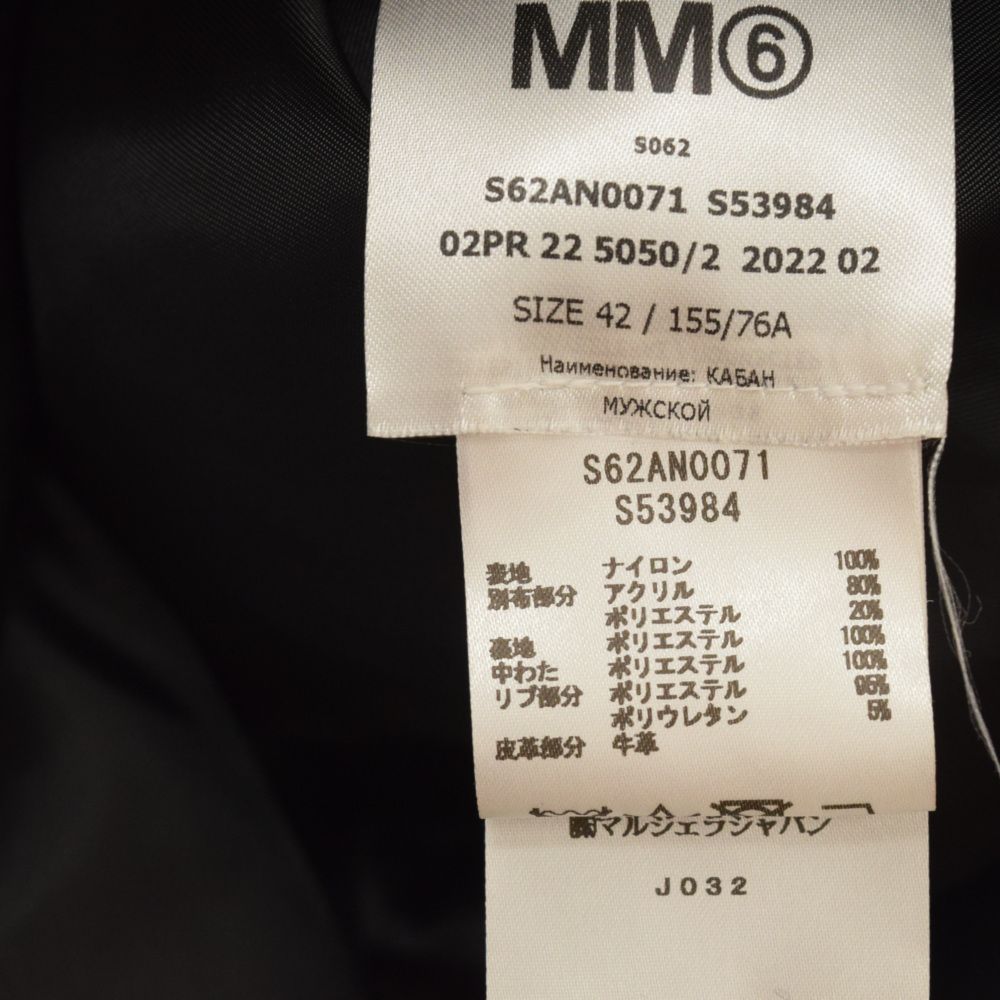 MM⑥
S062
S62AN0071 S53984
02PR 22 5050/2 2022 02
SIZE 42 / 155/76A
Наименование: КАБАН
МУЖСКОЙ
S62AN0071
S53984
表地 ナイロン 100%
別布部分 アクリル 80%
ポリエステル 20%
裏地 ポリエステル 100%
中わた ポリエステル 100%
リブ部分 ポリエステル 95%
ポリウレタン 5%
皮革部分 牛革
㈱マルジェラジャパン
J032